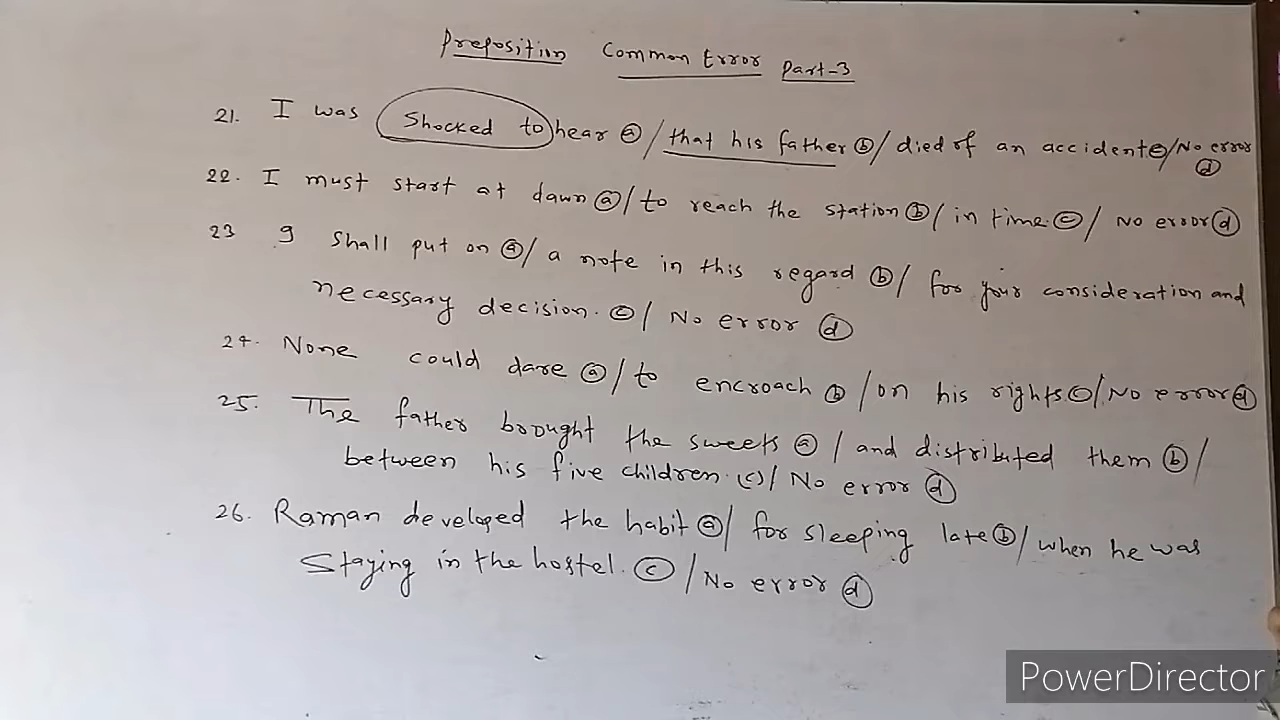 Preposition Common Error Part-3
21. I was shocked to hear ⓐ/ that his father ⓑ/ died of an accident ⓒ/ No error ⓓ
22. I must start at dawn ⓐ/ to reach the station ⓑ/ in time. ⓒ/ No error ⓓ
23 I shall put on ⓐ/ a note in this regard ⓑ/ for your consideration and
necessary decision. ⓒ/ No error ⓓ
24. None could dare ⓐ/ to encroach ⓑ/ on his rights ⓒ/ No error ⓓ
25. The father brought the sweets ⓐ/ and distributed them ⓑ/
between his five children. (c)/ No error ⓓ
26. Raman developed the habit ⓐ/ for sleeping late ⓑ/ when he was
staying in the hostel. ⓒ/ No error ⓓ
PowerDirector